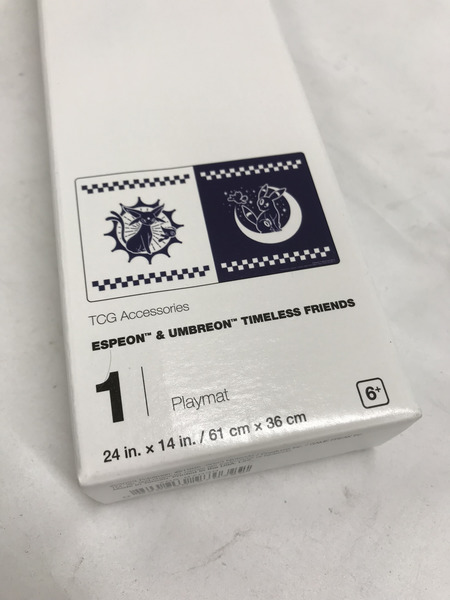 TCG Accessories
ESPEON™ & UMBREON™ TIMELESS FRIENDS
1 Playmat
6+
24 in. x 14 in. / 61 cm x 36 cm